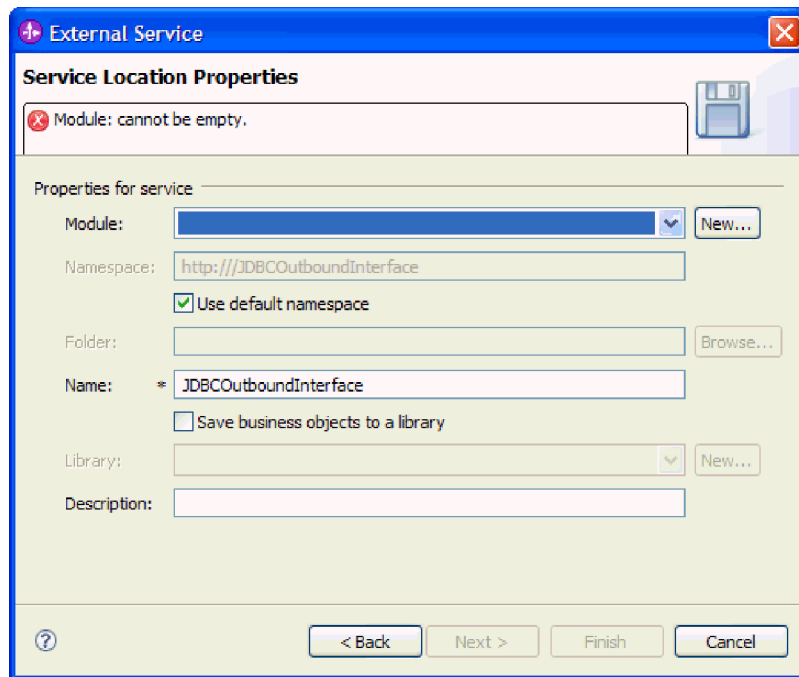 External Service
Service Location Properties
Module: cannot be empty.
Properties for service
Module: New...
Namespace: http:///JDBCOutboundInterface
Use default namespace
Folder: Browse...
Name: * JDBCOutboundInterface
Save business objects to a library
Library: New...
Description:
? < Back Next > Finish Cancel